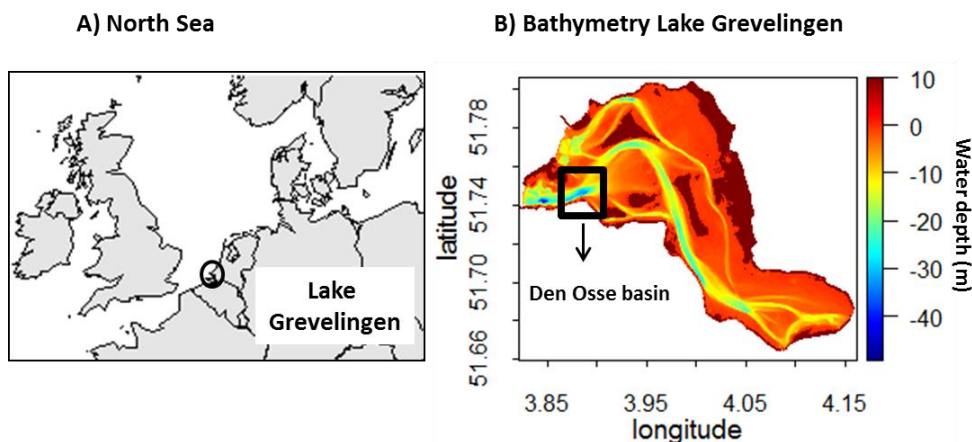 A) North Sea
Lake
Grevelingen
B) Bathymetry Lake Grevelingen
latitude
51.78
51.74
51.70
51.66
Den Osse basin
3.85
3.95
4.05
4.15
longitude
10
0
-10
-20
-30
-40
Water depth (m)